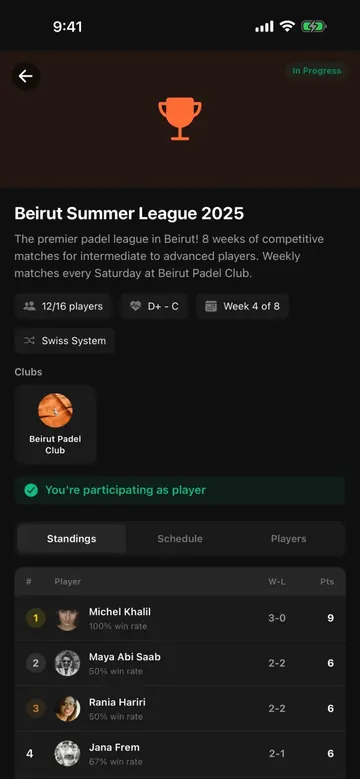 9:41
In Progress
Beirut Summer League 2025
The premier padel league in Beirut! 8 weeks of competitive
matches for intermediate to advanced players. Weekly
matches every Saturday at Beirut Padel Club.
12/16 players
D+ - C
Week 4 of 8
Swiss System
Clubs
Beirut Padel
Club
You're participating as player
Standings
Schedule
Players
# Player W-L Pts
1 Michel Khalil 3-0 9
100% win rate
2 Maya Abi Saab 2-2 6
50% win rate
3 Rania Hariri 2-2 6
60% win rate
4 Jana Frem 2-1 6
67% win rate